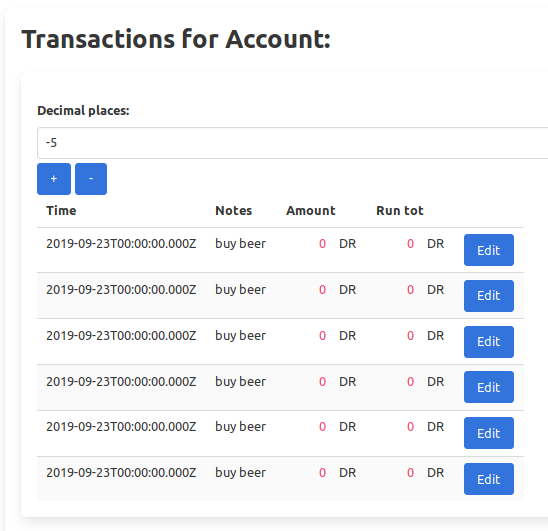 Transactions for Account:
Decimal places:
-5
+ -
Time Notes Amount Run tot
2019-09-23T00:00:00.000Z buy beer 0 DR 0 DR Edit
2019-09-23T00:00:00.000Z buy beer 0 DR 0 DR Edit
2019-09-23T00:00:00.000Z buy beer 0 DR 0 DR Edit
2019-09-23T00:00:00.000Z buy beer 0 DR 0 DR Edit
2019-09-23T00:00:00.000Z buy beer 0 DR 0 DR Edit
2019-09-23T00:00:00.000Z buy beer 0 DR 0 DR Edit